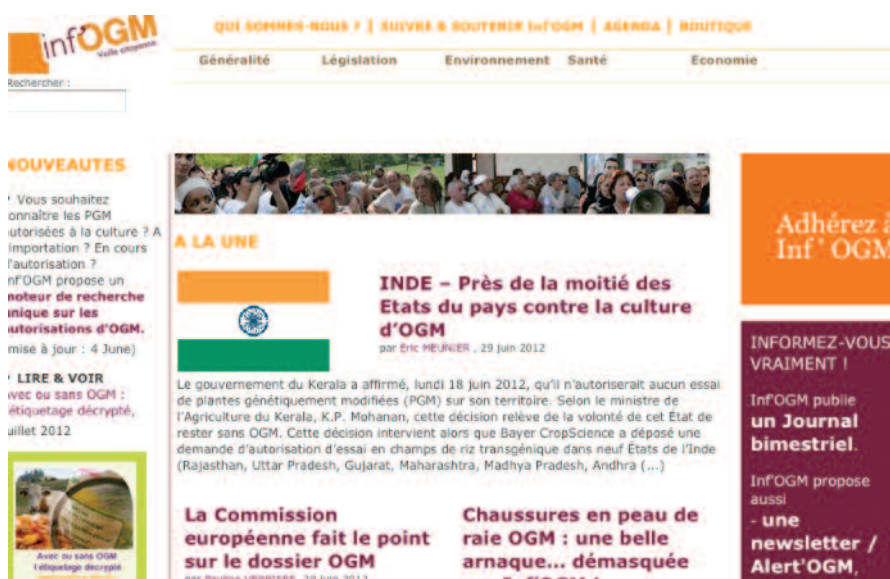 inf'OGM
Veille citoyenne
QUI SOMMES-NOUS ? | SUIVRE & SOUTENIR Inf'OGM | AGENDA | BOUTIQUE
Généralité Législation Environnement Santé Economie
Rechercher :
NOUVEAUTES
Vous souhaitez
connaître les PGM
autorisées à la culture ? A
l'importation ? En cours
d'autorisation ?
Inf'OGM propose un
moteur de recherche
unique sur les
autorisations d'OGM.
(mise à jour : 4 June)
LIRE & VOIR
Avec ou sans OGM :
l'étiquetage décrypté,
juillet 2012
Avec ou sans OGM
l'étiquetage décrypté
A LA UNE
INDE – Près de la moitié des
Etats du pays contre la culture
d'OGM
par Eric MEUNIER , 29 juin 2012
Le gouvernement du Kerala a affirmé, lundi 18 juin 2012, qu'il n'autoriserait aucun essai
de plantes génétiquement modifiées (PGM) sur son territoire. Selon le ministre de
l'Agriculture du Kerala, K.P. Mohanan, cette décision relève de la volonté de cet État de
rester sans OGM. Cette décision intervient alors que Bayer CropScience a déposé une
demande d'autorisation d'essai en champs de riz transgénique dans neuf États de l'Inde
(Rajasthan, Uttar Pradesh, Gujarat, Maharashtra, Madhya Pradesh, Andhra (...)
La Commission
européenne fait le point
sur le dossier OGM
par Pauline VERRIERE, 29 juin 2012
Chaussures en peau de
raie OGM : une belle
arnaque... démasquée
Adhérez à
Inf'OGM
INFORMEZ-VOUS
VRAIMENT !
Inf'OGM publie
un Journal
bimestriel.
Inf'OGM propose
aussi
- une
newsletter /
Alert'OGM,